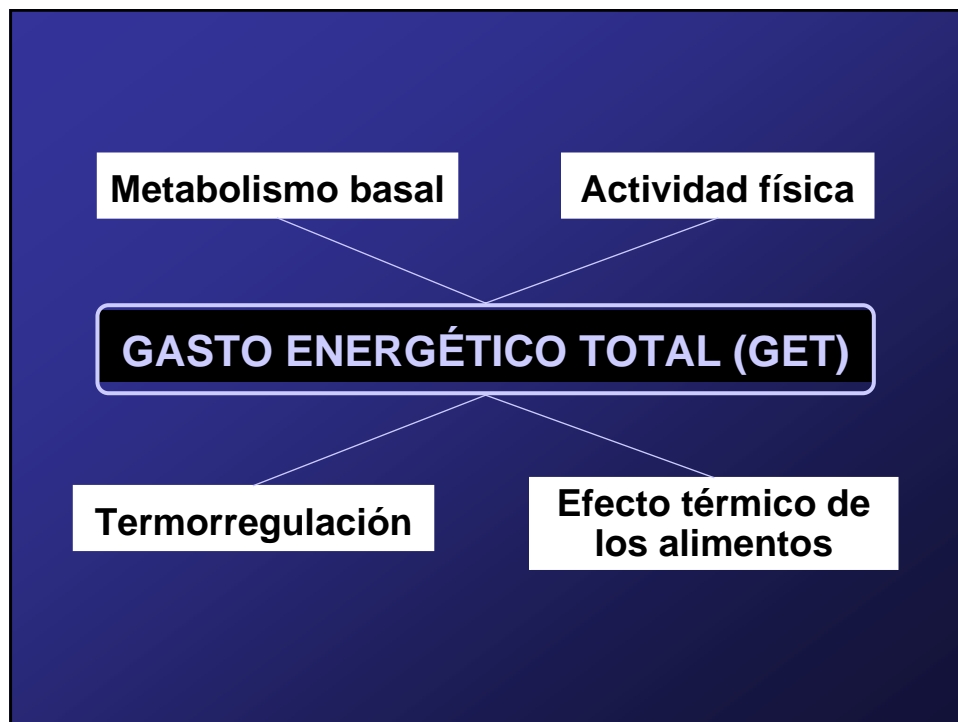 Metabolismo basal
Actividad física
GASTO ENERGÉTICO TOTAL (GET)
Termorregulación
Efecto térmico de
los alimentos